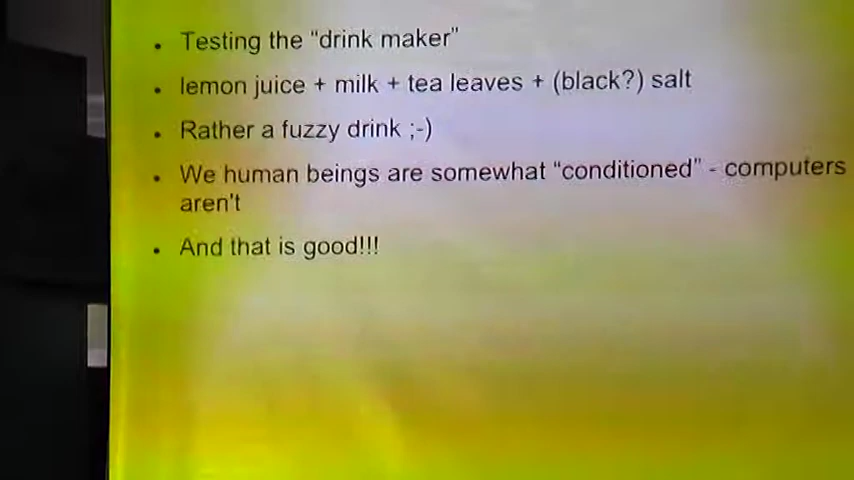 • Testing the “drink maker”
• lemon juice + milk + tea leaves + (black?) salt
• Rather a fuzzy drink ;-)
• We human beings are somewhat “conditioned” - computers
aren't
• And that is good!!!